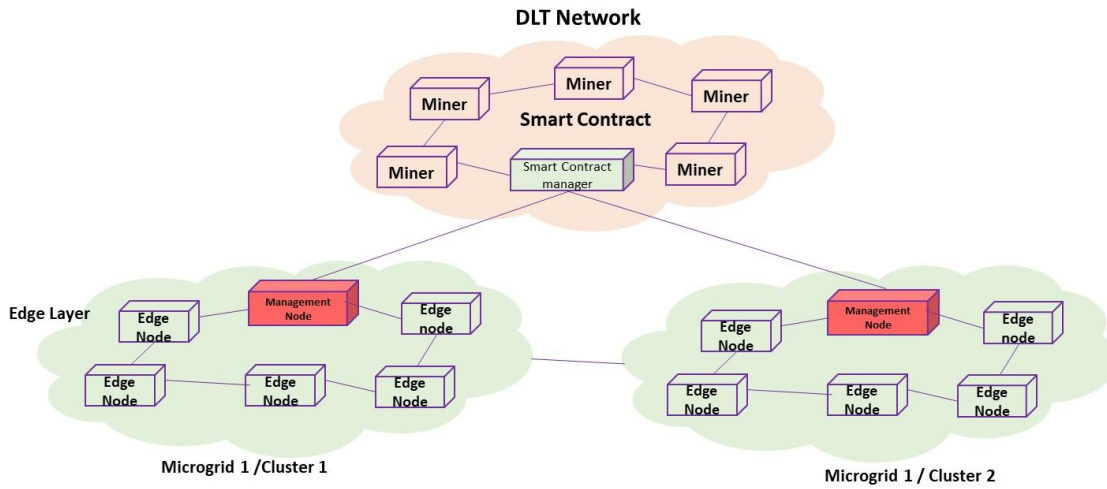 DLT Network
Miner
Miner
Miner
Smart Contract
Miner
Smart Contract
manager
Miner
Edge Layer
Management
Node
Edge
Node
Edge
node
Edge
Node
Edge
Node
Edge
Node
Microgrid 1 /Cluster 1
Management
Node
Edge
Node
Edge
node
Edge
Node
Edge
Node
Edge
Node
Microgrid 1 / Cluster 2